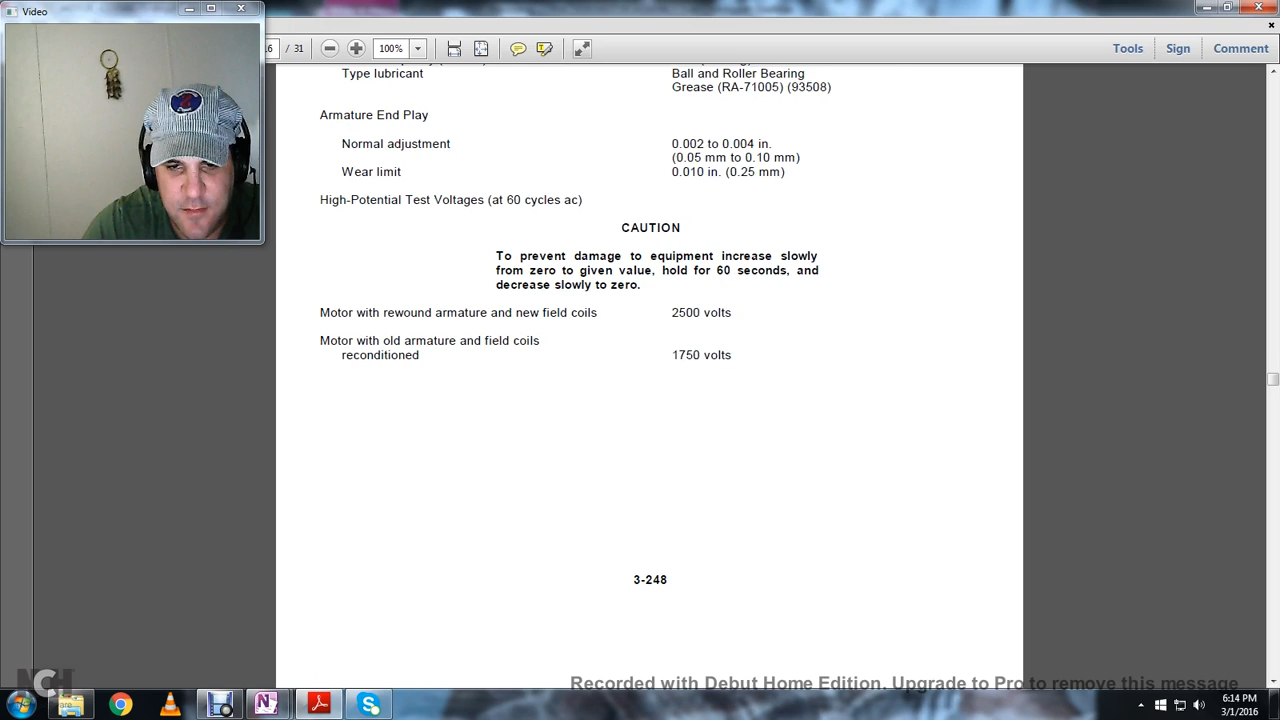 Video
6 / 31
100%
Tools
Sign
Comment
Type lubricant
Ball and Roller Bearing
Grease (RA-71005) (93508)
Armature End Play
Normal adjustment
0.002 to 0.004 in.
(0.05 mm to 0.10 mm)
Wear limit
0.010 in. (0.25 mm)
High-Potential Test Voltages (at 60 cycles ac)
CAUTION
To prevent damage to equipment increase slowly
from zero to given value, hold for 60 seconds, and
decrease slowly to zero.
Motor with rewound armature and new field coils
2500 volts
Motor with old armature and field coils
reconditioned
1750 volts
3-248
NCH
Recorded with Debut Home Edition. Upgrade to Pro to remove this message
6:14 PM
3/1/2016